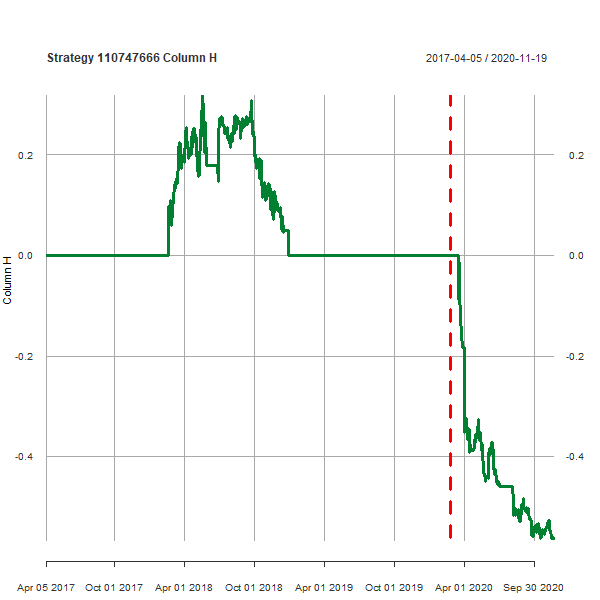 Strategy 110747666 Column H
2017-04-05 / 2020-11-19
0.2
0.2
0.0
0.0
-0.2
-0.2
-0.4
-0.4
Column H
Apr 05 2017
Oct 01 2017
Apr 01 2018
Oct 01 2018
Apr 01 2019
Oct 01 2019
Apr 01 2020
Sep 30 2020